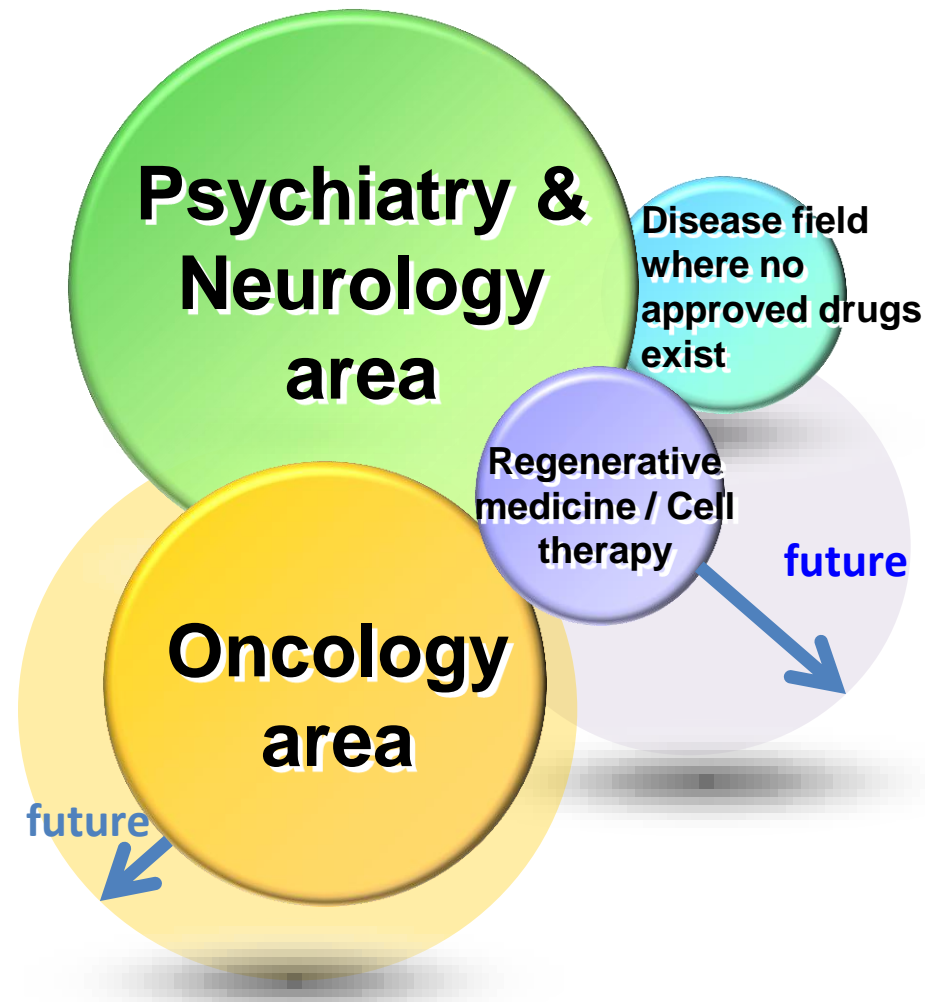 Psychiatry &
Neurology
area
Disease field
where no
approved drugs
exist
Regenerative
medicine / Cell
therapy
future
Oncology
area
future